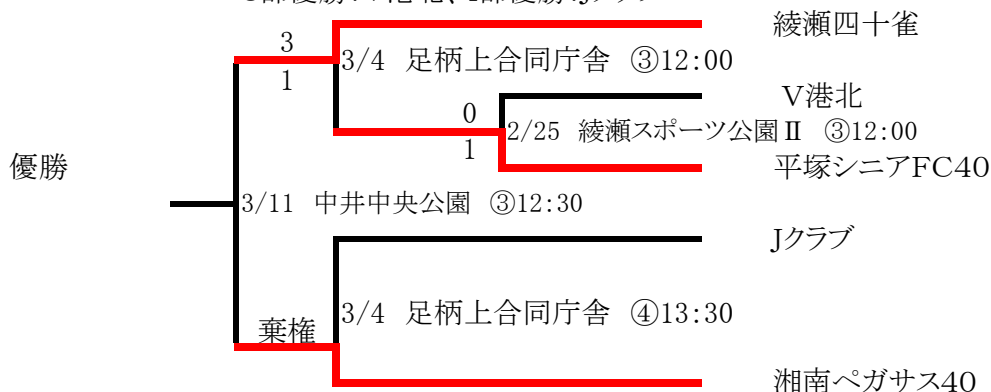 綾瀬四十雀
3
3/4 足柄上合同庁舎 ③12:00
1
V港北
0
2/25 綾瀬スポーツ公園Ⅱ ③12:00
1
優勝
平塚シニアFC40
3/11 中井中央公園 ③12:30
Jクラブ
3/4 足柄上合同庁舎 ④13:30
棄権
湘南ペガサス40